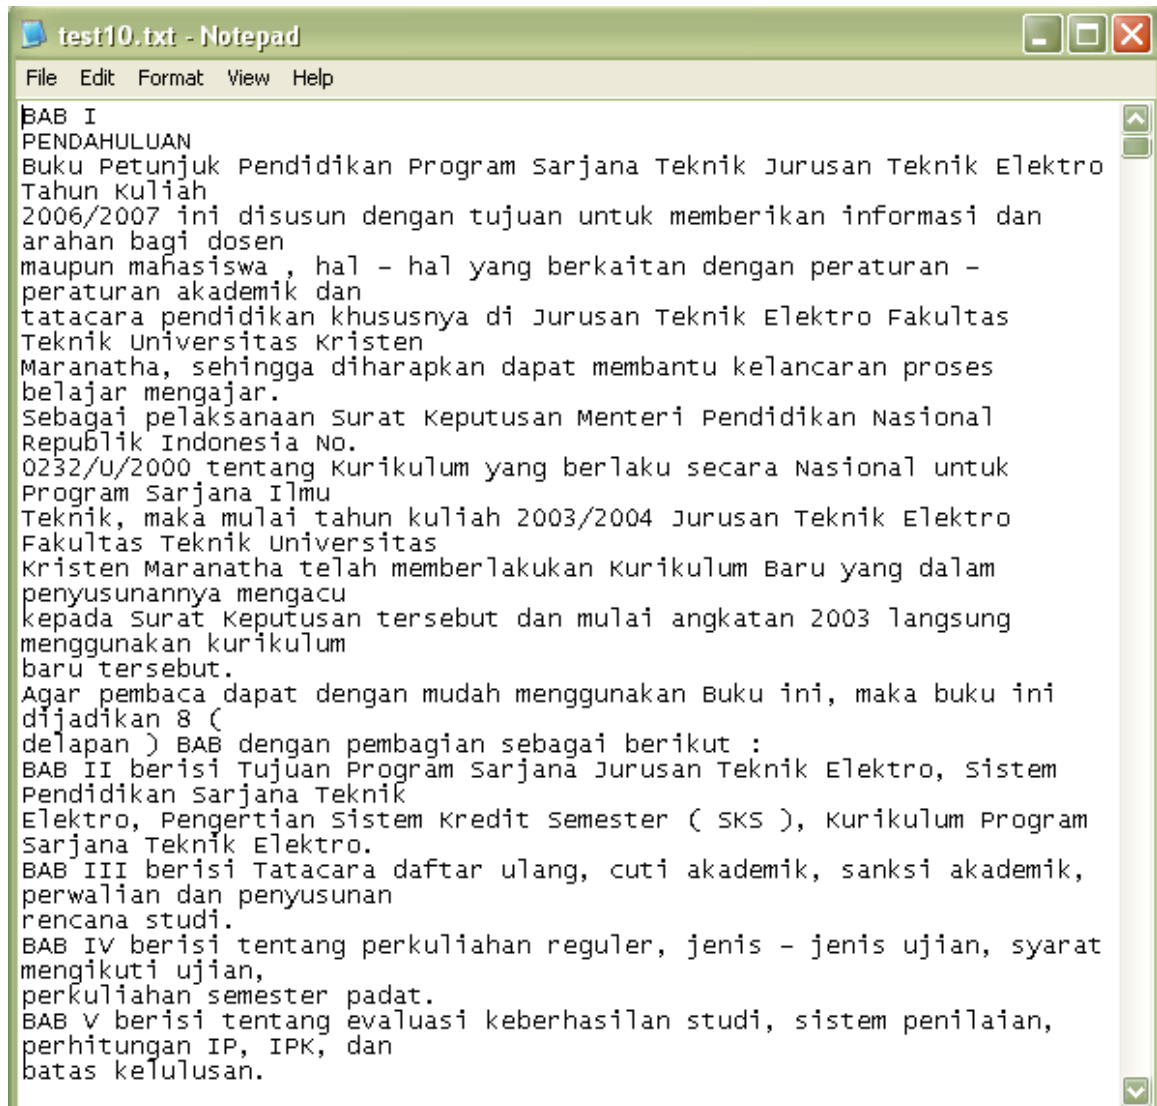 test10.txt - Notepad
File Edit Format View Help
BAB I
PENDAHULUAN
Buku Petunjuk Pendidikan Program Sarjana Teknik Jurusan Teknik Elektro
Tahun Kuliah
2006/2007 ini disusun dengan tujuan untuk memberikan informasi dan
arahan bagi dosen
maupun mahasiswa , hal – hal yang berkaitan dengan peraturan –
peraturan akademik dan
tatacara pendidikan khususnya di Jurusan Teknik Elektro Fakultas
Teknik Universitas Kristen
Maranatha, sehingga diharapkan dapat membantu kelancaran proses
belajar mengajar.
Sebagai pelaksanaan Surat Keputusan Menteri Pendidikan Nasional
Republik Indonesia No.
0232/U/2000 tentang Kurikulum yang berlaku secara Nasional untuk
Program Sarjana Ilmu
Teknik, maka mulai tahun kuliah 2003/2004 Jurusan Teknik Elektro
Fakultas Teknik Universitas
Kristen Maranatha telah memberlakukan Kurikulum Baru yang dalam
penyusunannya mengacu
kepada Surat Keputusan tersebut dan mulai angkatan 2003 langsung
menggunakan kurikulum
baru tersebut.
Agar pembaca dapat dengan mudah menggunakan Buku ini, maka buku ini
dijadikan 8 (
delapan ) BAB dengan pembagian sebagai berikut :
BAB II berisi Tujuan Program Sarjana Jurusan Teknik Elektro, Sistem
Pendidikan Sarjana Teknik
Elektro, Pengertian Sistem Kredit Semester ( SKS ), Kurikulum Program
Sarjana Teknik Elektro.
BAB III berisi Tatacara daftar ulang, cuti akademik, sanksi akademik,
perwalian dan penyusunan
rencana studi.
BAB IV berisi tentang perkuliahan reguler, jenis – jenis ujian, syarat
mengikuti ujian,
perkuliahan semester padat.
BAB V berisi tentang evaluasi keberhasilan studi, sistem penilaian,
perhitungan IP, IPK, dan
batas kelulusan.